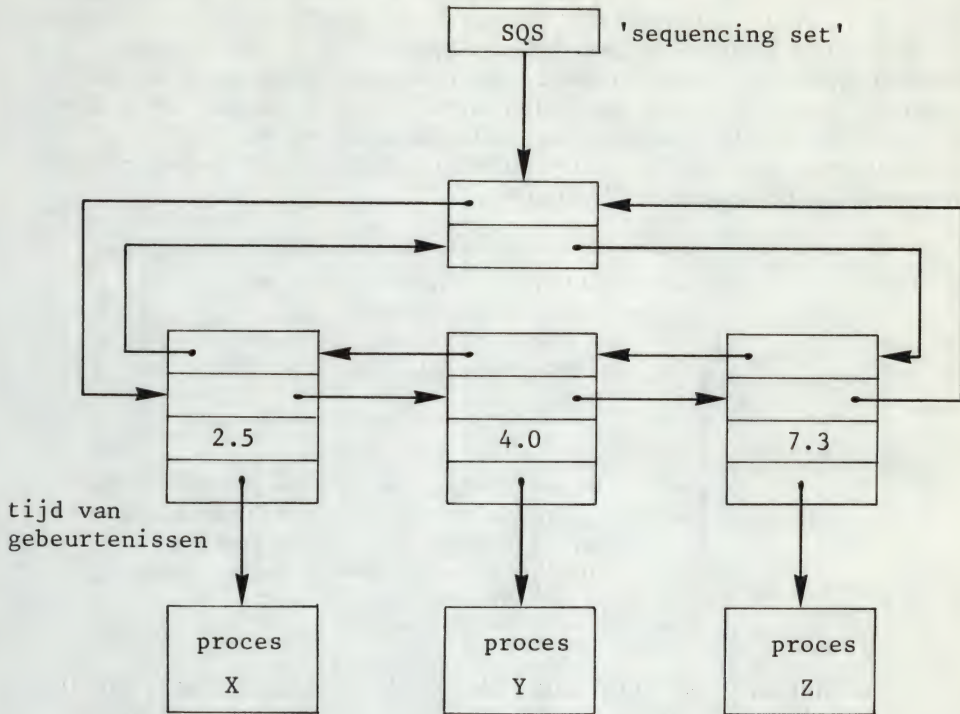 SQS 'sequencing set'
2.5 4.0 7.3
tijd van
gebeurtenissen
proces proces proces
X Y Z